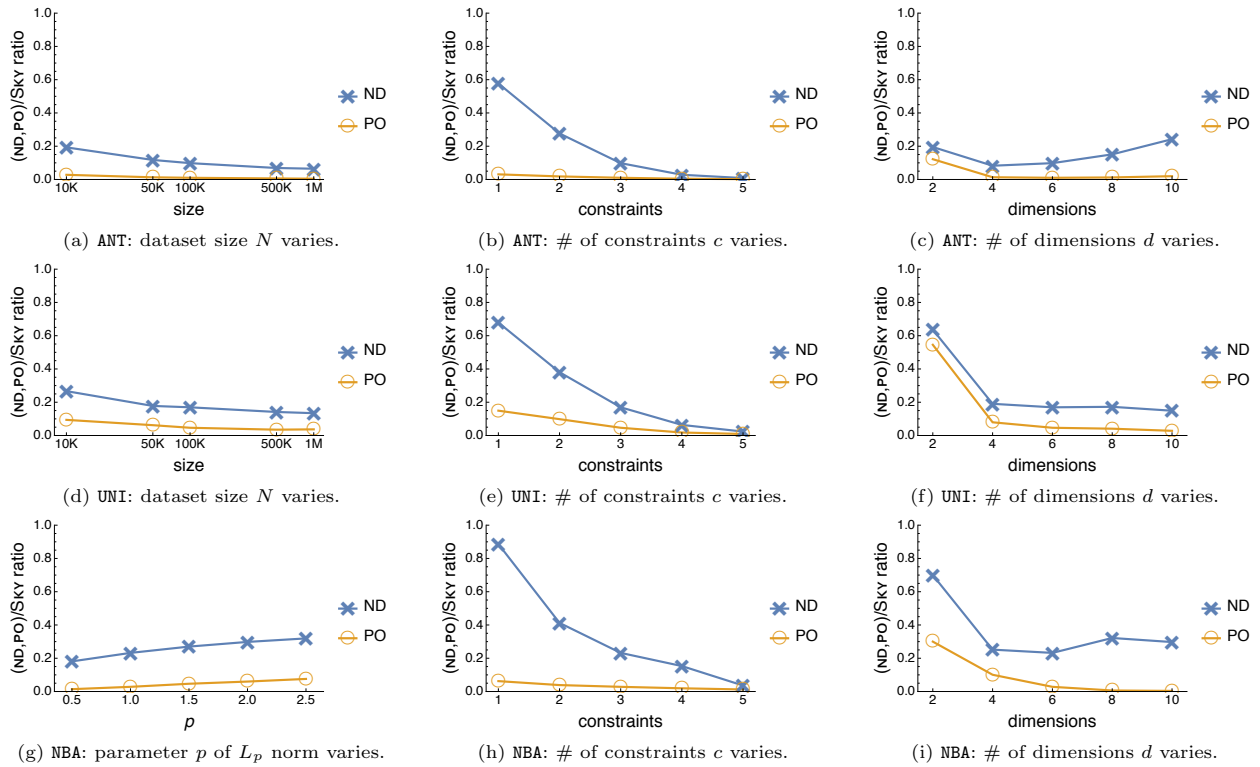 1.0
0.8
0.6
0.4
0.2
0.0
(ND,PO)/SKY ratio
10K 50K 100K 500K 1M
size
ND
PO
(a) ANT: dataset size N varies.
1.0
0.8
0.6
0.4
0.2
0.0
(ND,PO)/SKY ratio
1 2 3 4 5
constraints
ND
PO
(b) ANT: # of constraints c varies.
1.0
0.8
0.6
0.4
0.2
0.0
(ND,PO)/SKY ratio
2 4 6 8 10
dimensions
ND
PO
(c) ANT: # of dimensions d varies.
1.0
0.8
0.6
0.4
0.2
0.0
(ND,PO)/SKY ratio
10K 50K 100K 500K 1M
size
ND
PO
(d) UNI: dataset size N varies.
1.0
0.8
0.6
0.4
0.2
0.0
(ND,PO)/SKY ratio
1 2 3 4 5
constraints
ND
PO
(e) UNI: # of constraints c varies.
1.0
0.8
0.6
0.4
0.2
0.0
(ND,PO)/SKY ratio
2 4 6 8 10
dimensions
ND
PO
(f) UNI: # of dimensions d varies.
1.0
0.8
0.6
0.4
0.2
0.0
(ND,PO)/SKY ratio
0.5 1.0 1.5 2.0 2.5
p
ND
PO
(g) NBA: parameter p of Lp norm varies.
1.0
0.8
0.6
0.4
0.2
0.0
(ND,PO)/SKY ratio
1 2 3 4 5
constraints
ND
PO
(h) NBA: # of constraints c varies.
1.0
0.8
0.6
0.4
0.2
0.0
(ND,PO)/SKY ratio
2 4 6 8 10
dimensions
ND
PO
(i) NBA: # of dimensions d varies.